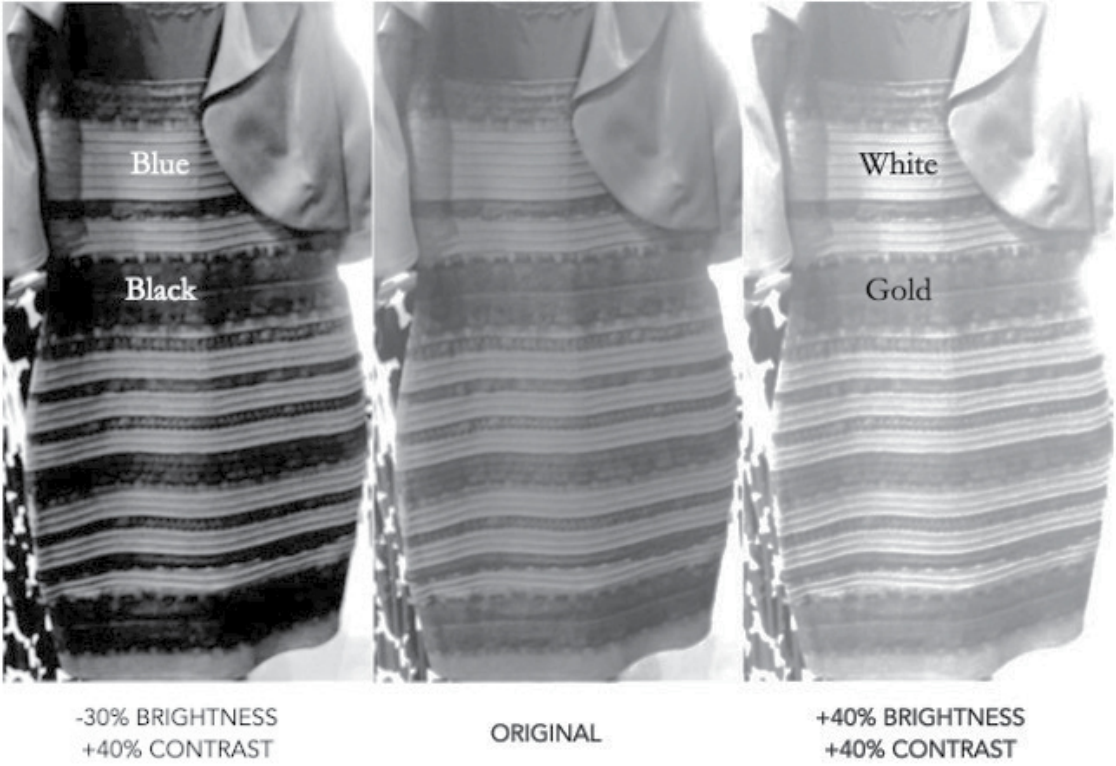 Blue
White
Black
Gold
-30% BRIGHTNESS
+40% CONTRAST
ORIGINAL
+40% BRIGHTNESS
+40% CONTRAST